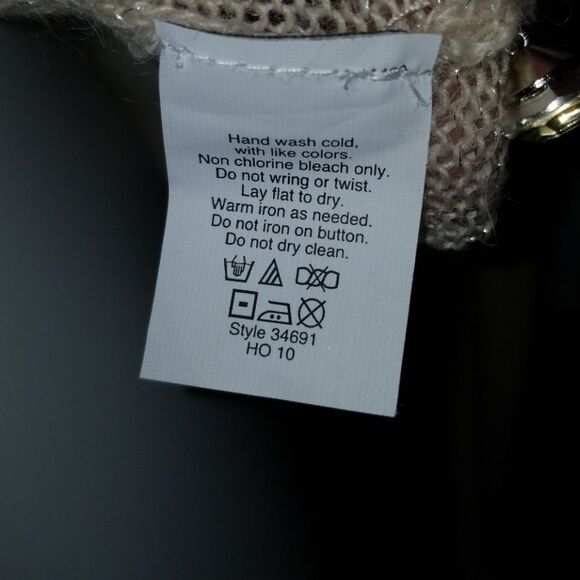 Hand wash cold,
with like colors.
Non chlorine bleach only.
Do not wring or twist.
Lay flat to dry.
Warm iron as needed.
Do not iron on button.
Do not dry clean.
Style 34691
HO 10